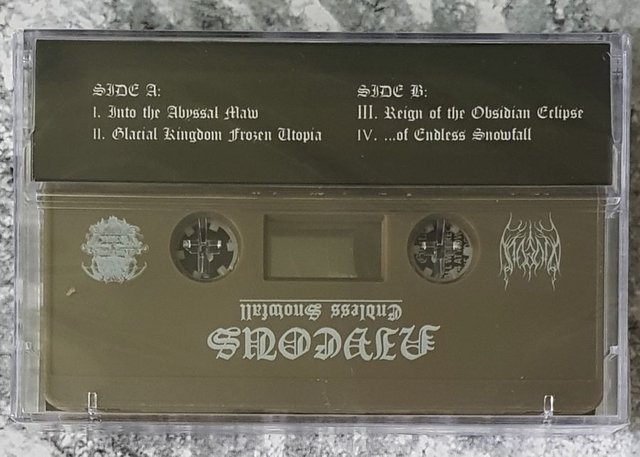 SIDE A:
I. Into the Abyssal Maw
II. Glacial Kingdom Frozen Utopia
SIDE B:
III. Reign of the Obsidian Eclipse
IV. ...of Endless Snowfall
Endless Snowfall